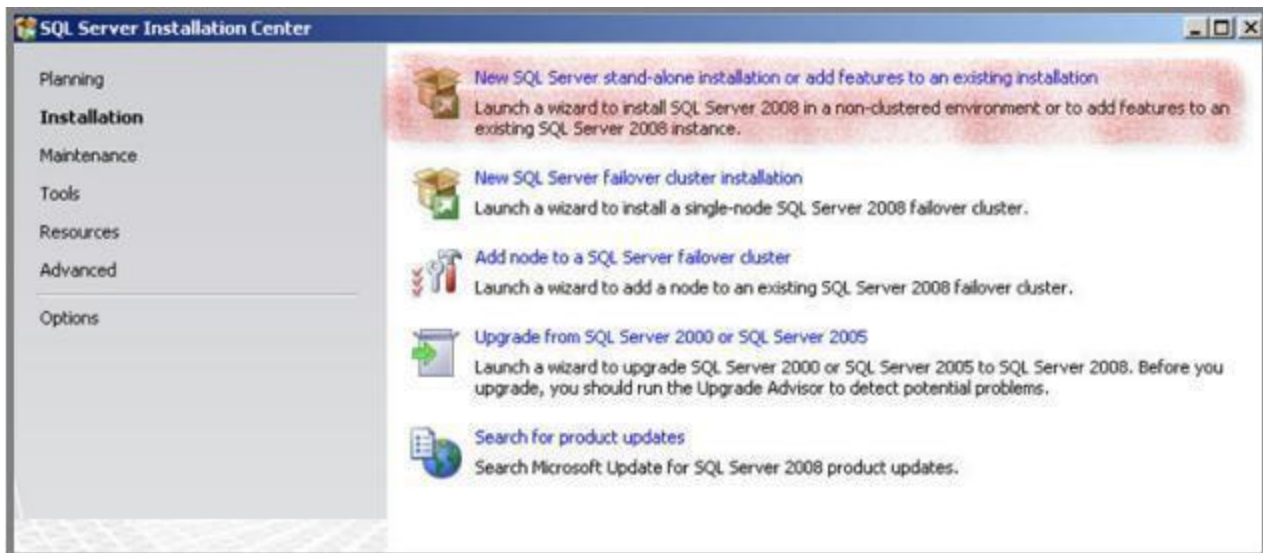 SQL Server Installation Center
Planning
Installation
Maintenance
Tools
Resources
Advanced
Options
New SQL Server stand-alone installation or add features to an existing installation
Launch a wizard to install SQL Server 2008 in a non-clustered environment or to add features to an
existing SQL Server 2008 instance.
New SQL Server failover cluster installation
Launch a wizard to install a single-node SQL Server 2008 failover cluster.
Add node to a SQL Server failover cluster
Launch a wizard to add a node to an existing SQL Server 2008 failover cluster.
Upgrade from SQL Server 2000 or SQL Server 2005
Launch a wizard to upgrade SQL Server 2000 or SQL Server 2005 to SQL Server 2008. Before you
upgrade, you should run the Upgrade Advisor to detect potential problems.
Search for product updates
Search Microsoft Update for SQL Server 2008 product updates.